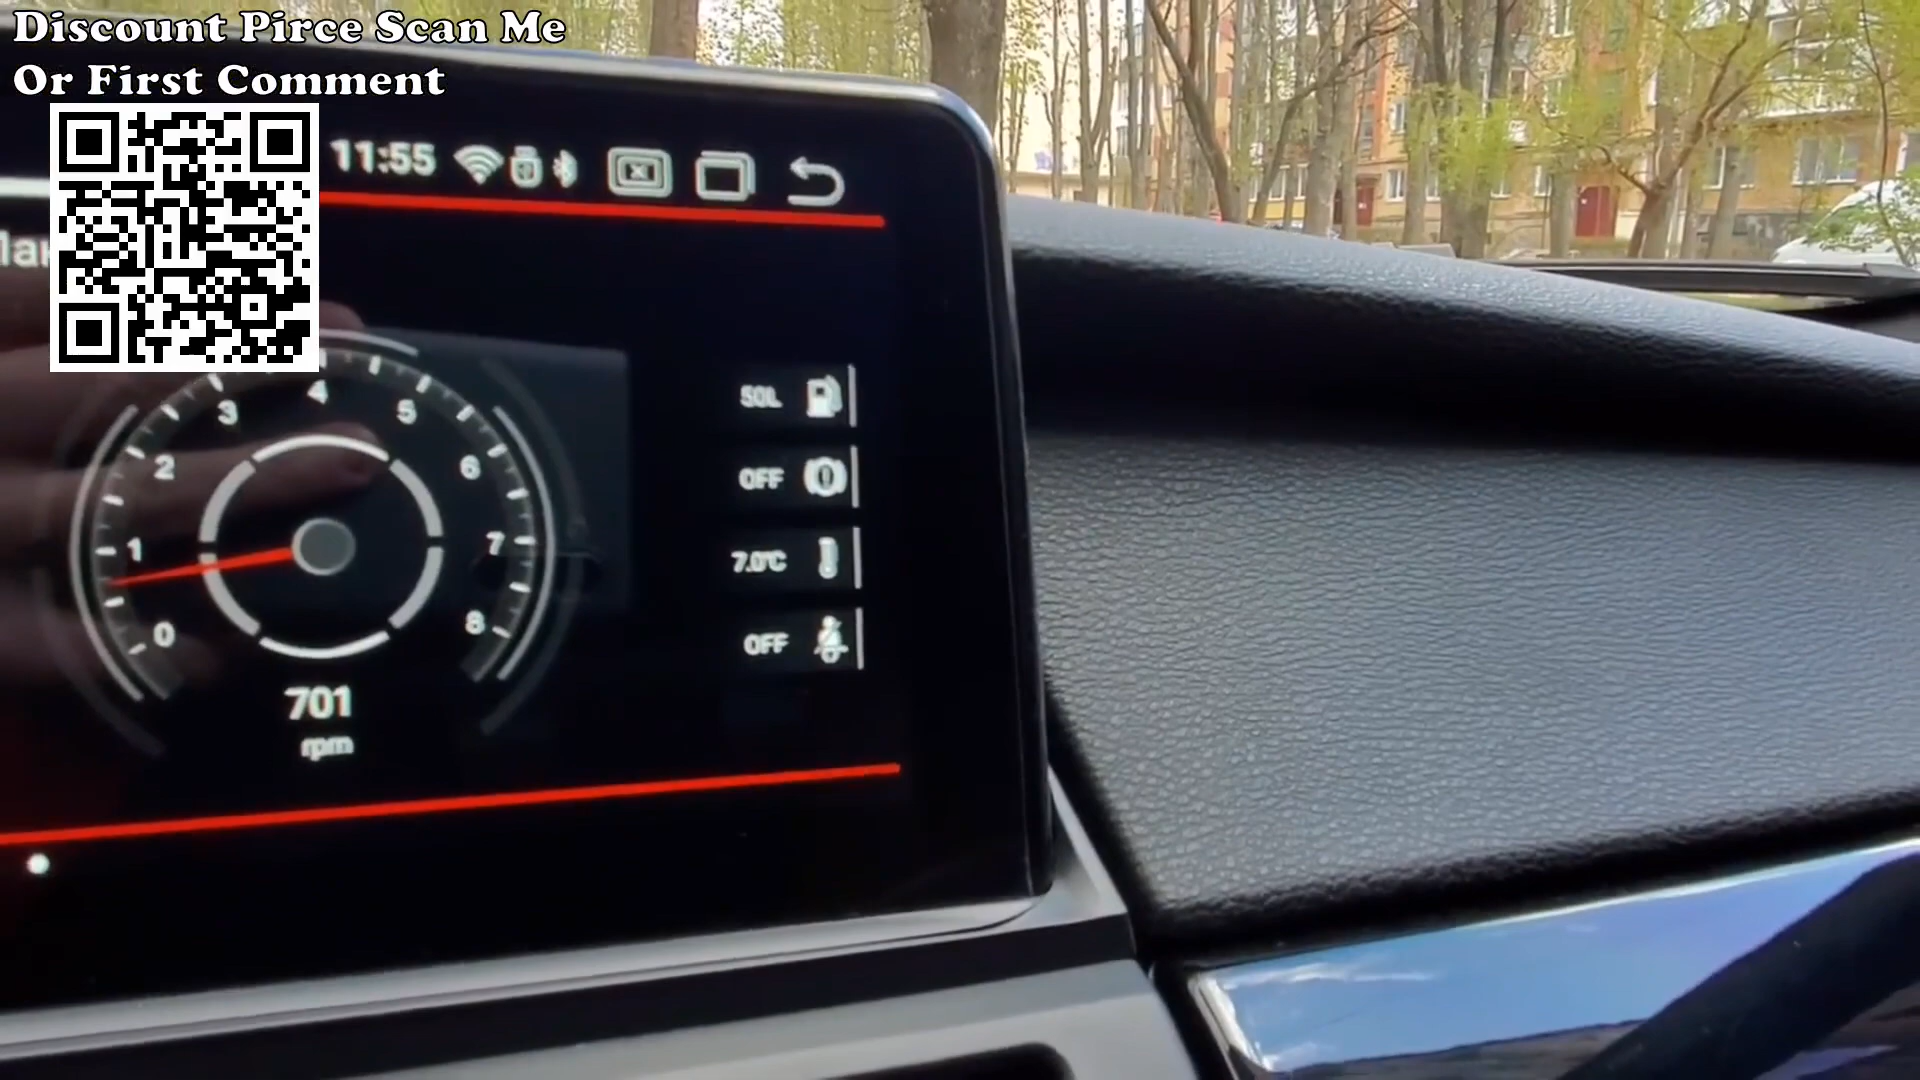 Discount Pirce Scan Me
Or First Comment
11:55
3
4
5
2
6
1
7
0
8
701
rpm
50L
OFF
7.0°C
OFF